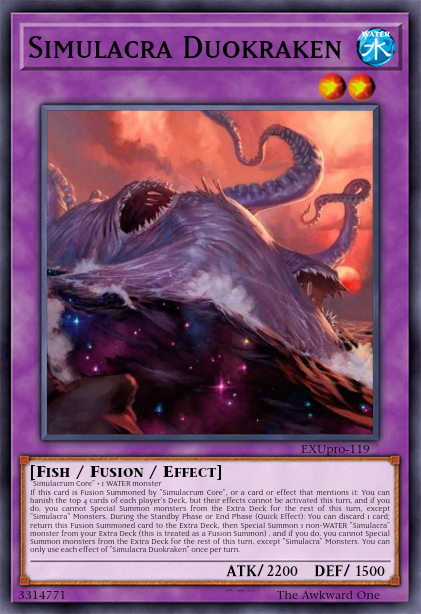 Simulacra Duokraken
WATER
水
EXUpro-119
[Fish / Fusion / Effect]
"Simulacrum Core" + 1 WATER monster
If this card is Fusion Summoned by "Simulacrum Core", or a card or effect that mentions it: You can
banish the top 4 cards of each player's Deck, but their effects cannot be activated this turn, and if you
do, you cannot Special Summon monsters from the Extra Deck for the rest of this turn, except
"Simulacra" Monsters. During the Standby Phase or End Phase (Quick Effect): You can discard 1 card;
return this Fusion Summoned card to the Extra Deck, then Special Summon 1 non-WATER "Simulacra"
monster from your Extra Deck (this is treated as a Fusion Summon) , and if you do, you cannot Special
Summon monsters from the Extra Deck for the rest of this turn, except "Simulacra" Monsters. You can
only use each effect of "Simulacra Duokraken" once per turn.
ATK/ 2200 DEF/ 1500
3314771 The Awkward One